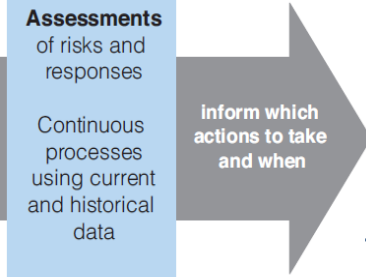 Assessments
of risks and
responses
Continuous
processes
using current
and historical
data
inform which
actions to take
and when